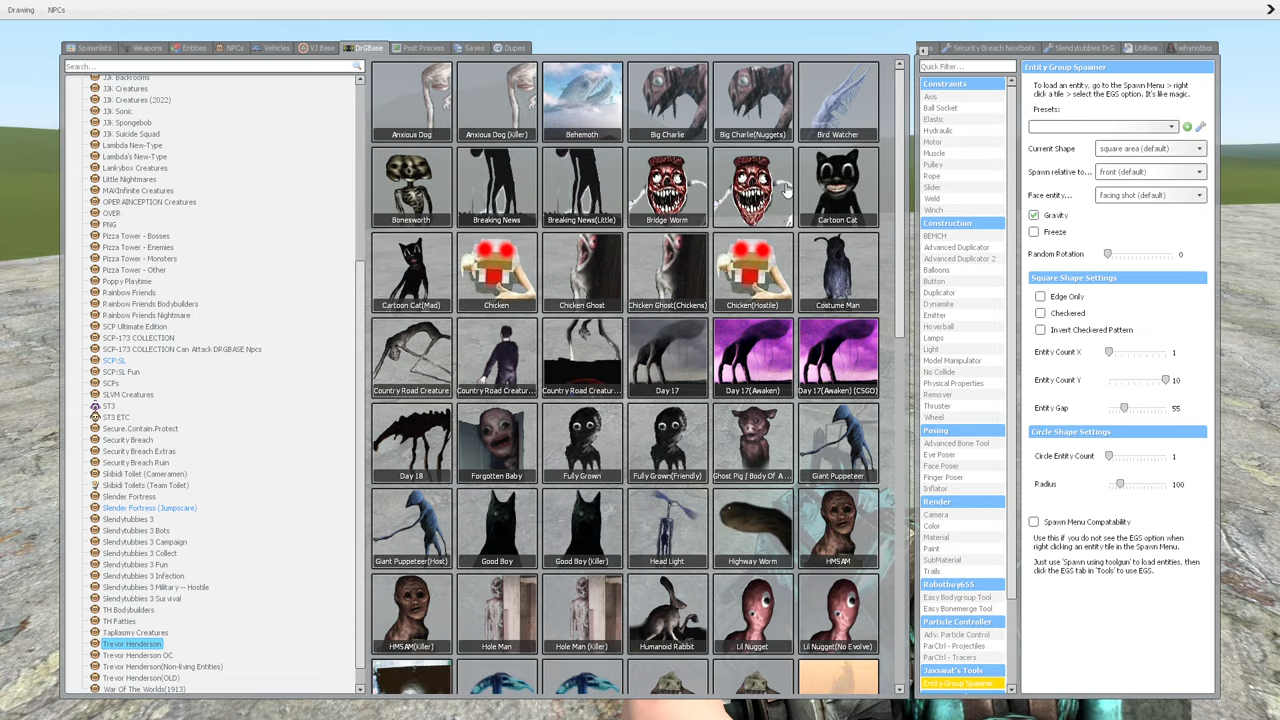 Drawing NPCs
Spawnlists Weapons Entities NPCs Vehicles VJ Base DrGBase Post Process Saves Dupes
Search...
JJK Backrooms
JJK Creatures
JJK Creatures (2022)
JJK Sonic
JJK Spongebob
JJK Suicide Squad
Lambda New-Type
Lambda's New-Type
Lankybox Creatures
Little Nightmares
MAXInfinite Creatures
OPERAINCEPTION Creatures
OVER
PNG
Pizza Tower - Bosses
Pizza Tower - Enemies
Pizza Tower - Monsters
Pizza Tower - Other
Poppy Playtime
Rainbow Friends
Rainbow Friends Bodybuilders
Rainbow Friends Nightmare
SCP Ultimate Edition
SCP-173 COLLECTION
SCP-173 COLLECTION Can Attack DRGBASE Npcs
SCP:SL
SCP:SL Fun
SCPs
SLVM Creatures
ST3
ST3 ETC
Secure.Contain.Protect
Security Breach
Security Breach Extras
Security Breach Ruin
Skibidi Toilet (Cameramen)
Skibidi Toilets (Team Toilet)
Slender Fortress
Slender Fortress (Jumpscare)
Slendytubbies 3
Slendytubbies 3 Bots
Slendytubbies 3 Campaign
Slendytubbies 3 Collect
Slendytubbies 3 Fun
Slendytubbies 3 Infection
Slendytubbies 3 Military -- Hostile
Slendytubbies 3 Survival
TH Bodybuilders
TH Fatties
Tapliasmy Creatures
Trevor Henderson
Trevor Henderson OC
Trevor Henderson(Non-living Entities)
Trevor Henderson(OLD)
War Of The Worlds(1913)
Anxious Dog Anxious Dog (Killer) Behemoth Big Charlie Big Charlie(Nuggets) Bird Watcher
Bonesworth Breaking News Breaking News(Little) Bridge Worm Cartoon Cat
Cartoon Cat(Mad) Chicken Chicken Ghost Chicken Ghost(Chickens) Chicken(Hostile) Costume Man
Country Road Creature Country Road Creatur... Country Road Creatur... Day 17 Day 17(Awaken) Day 17(Awaken) (CSGO)
Day 18 Forgotten Baby Fully Grown Fully Grown(Friendly) Ghost Pig / Body Of A ... Giant Puppeteer
Giant Puppeteer(Host) Good Boy Good Boy (Killer) Head Light Highway Worm HMSAM
HMSAM(Killer) Hole Man Hole Man (Killer) Humanoid Rabbit Lil Nugget Lil Nugget(No Evolve)
Security Breach Nextbots Slendytubbies DrG Utilities whynotboi
Quick Filter...
Constraints
Axis
Ball Socket
Elastic
Hydraulic
Motor
Muscle
Pulley
Rope
Slider
Weld
Winch
Construction
BEMCH
Advanced Duplicator
Advanced Duplicator 2
Balloons
Button
Duplicator
Dynamite
Emitter
Hoverball
Lamps
Light
Model Manipulator
No Collide
Physical Properties
Remover
Thruster
Wheel
Posing
Advanced Bone Tool
Eye Poser
Face Poser
Finger Poser
Inflator
Render
Camera
Color
Material
Paint
SubMaterial
Trails
Robotboy655
Easy Bodygroup Tool
Easy Bonemerge Tool
Particle Controller
Adv. Particle Control
ParCtrl - Projectiles
ParCtrl - Tracers
Jaxswat's Tools
Entity Group Spawner
Entity Group Spawner
To load an entity, go to the Spawn Menu > right
click a tile > select the EGS option. It's like magic.
Presets:
Current Shape square area (default)
Spawn relative to... front (default)
Face entity... facing shot (default)
Gravity
Freeze
Random Rotation 0
Square Shape Settings
Edge Only
Checkered
Invert Checkered Pattern
Entity Count X 1
Entity Count Y 10
Entity Gap 55
Circle Shape Settings
Circle Entity Count 1
Radius 100
Spawn Menu Compatability
Use this if you do not see the EGS option when
right clicking an entity tile in the Spawn Menu.
Just use 'Spawn using toolgun' to load entities, then
click the EGS tab in 'Tools' to use EGS.